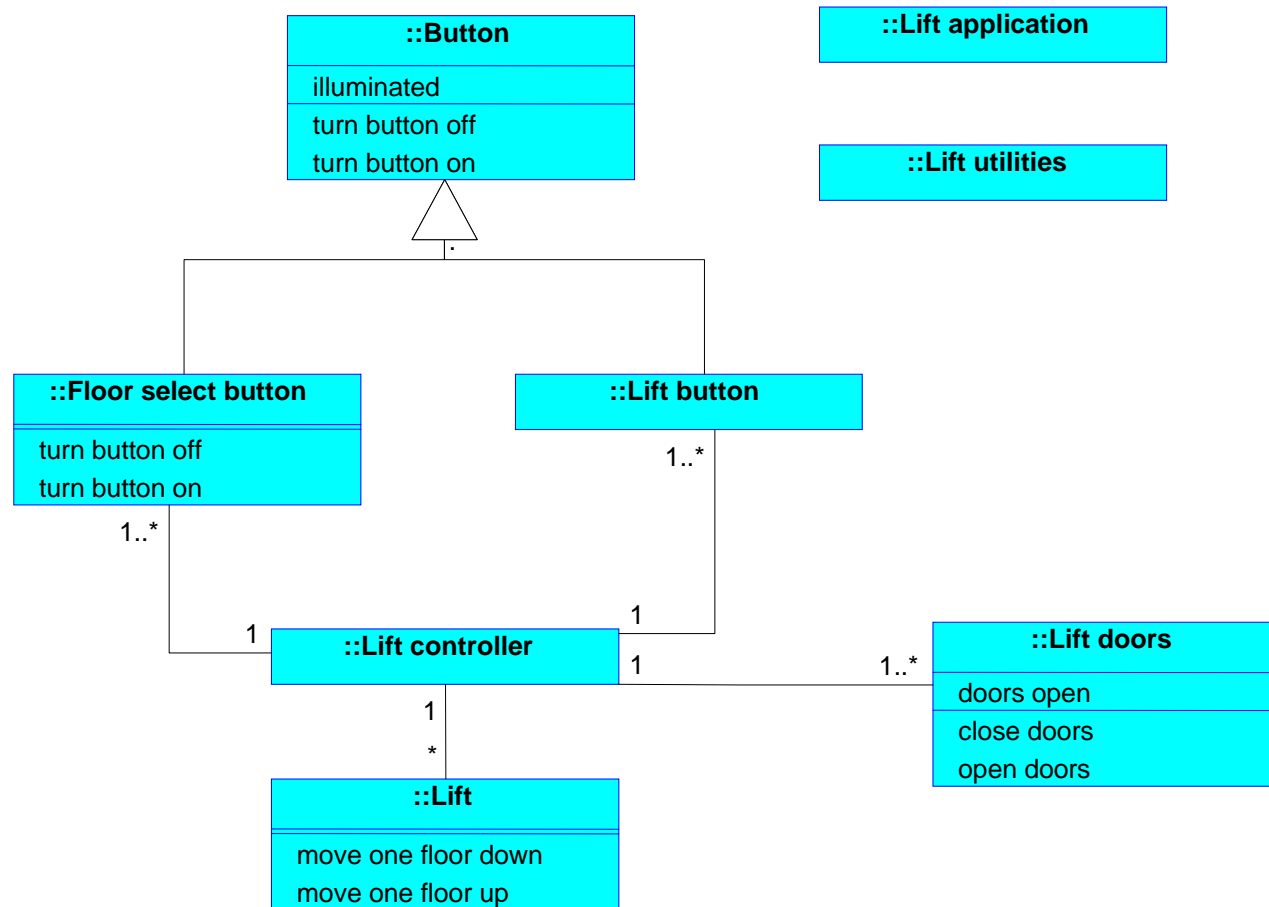 ::Button
illuminated
turn button off
turn button on
::Lift application
::Lift utilities
.
::Floor select button
turn button off
turn button on
::Lift button
1..*
1..*
1
::Lift controller
1
1
1..*
::Lift doors
doors open
close doors
open doors
1
*
::Lift
move one floor down
move one floor up